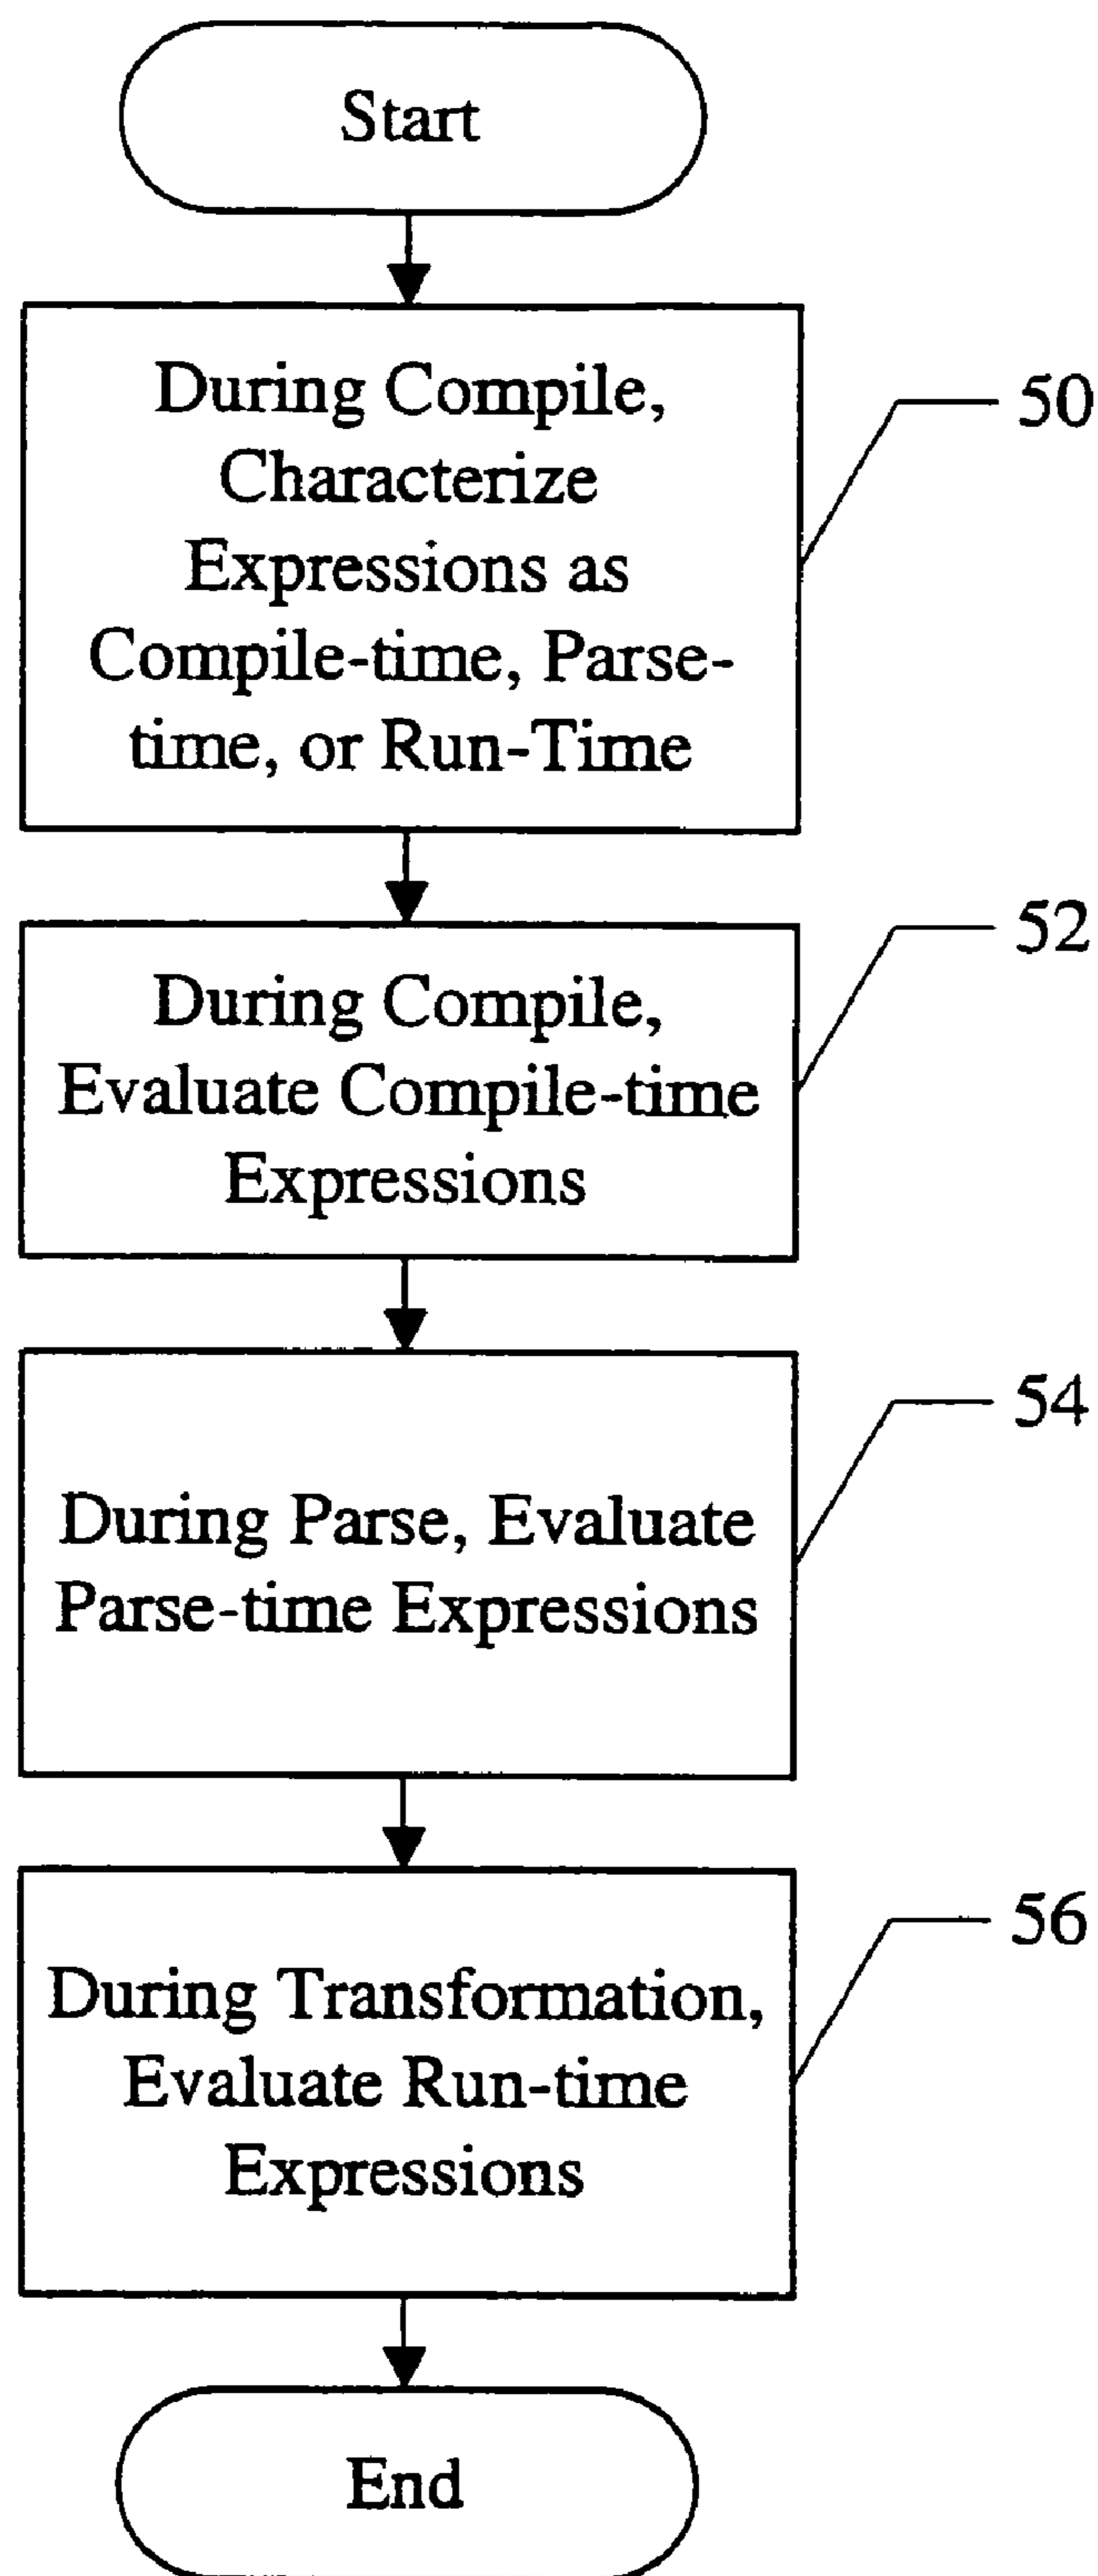 Start
During Compile,
Characterize
Expressions as
Compile-time, Parse-
time, or Run-Time
50
During Compile,
Evaluate Compile-time
Expressions
52
During Parse, Evaluate
Parse-time Expressions
54
During Transformation,
Evaluate Run-time
Expressions
56
End